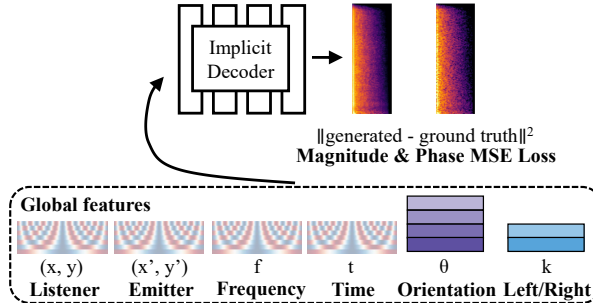 Implicit
Decoder
‖generated - ground truth‖²
Magnitude & Phase MSE Loss
Global features
(x, y) (x', y') f t θ k
Listener Emitter Frequency Time Orientation Left/Right